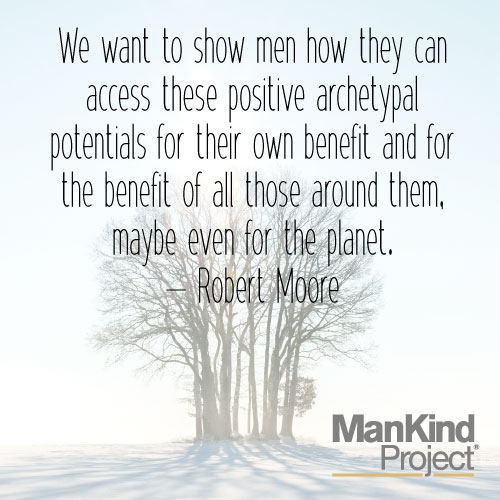 We want to show men how they can
access these positive archetypal
potentials for their own benefit and for
the benefit of all those around them,
maybe even for the planet.
– Robert Moore
ManKind
Project®